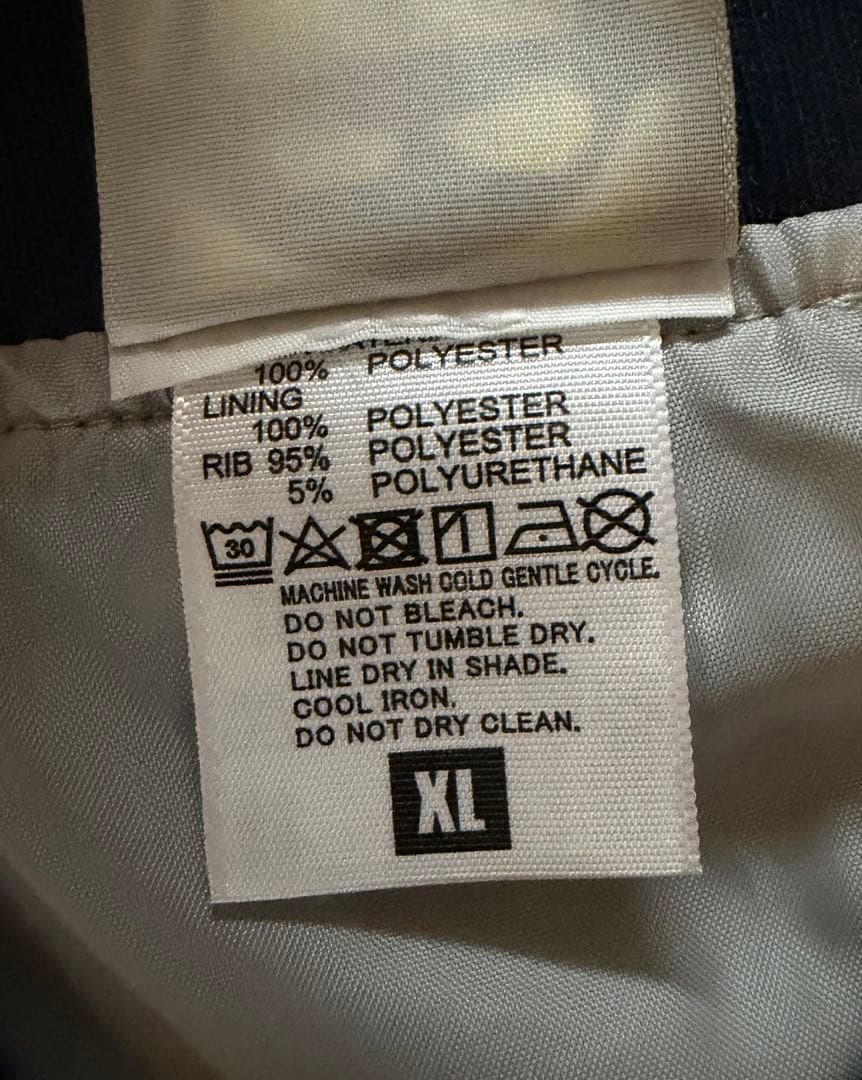 100% POLYESTER
LINING
100% POLYESTER
RIB 95% POLYESTER
5% POLYURETHANE
30
MACHINE WASH COLD GENTLE CYCLE.
DO NOT BLEACH.
DO NOT TUMBLE DRY.
LINE DRY IN SHADE.
COOL IRON.
DO NOT DRY CLEAN.
XL